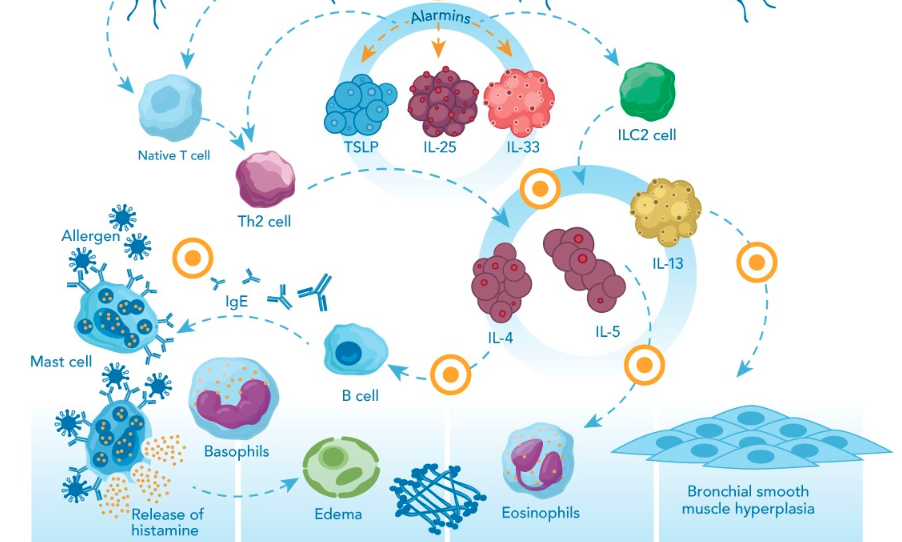 Alarmins
TSLP
IL-25
IL-33
ILC2 cell
Native T cell
Th2 cell
Allergen
IL-13
IgE
IL-4
IL-5
Mast cell
B cell
Basophils
Release of
histamine
Edema
Eosinophils
Bronchial smooth
muscle hyperplasia